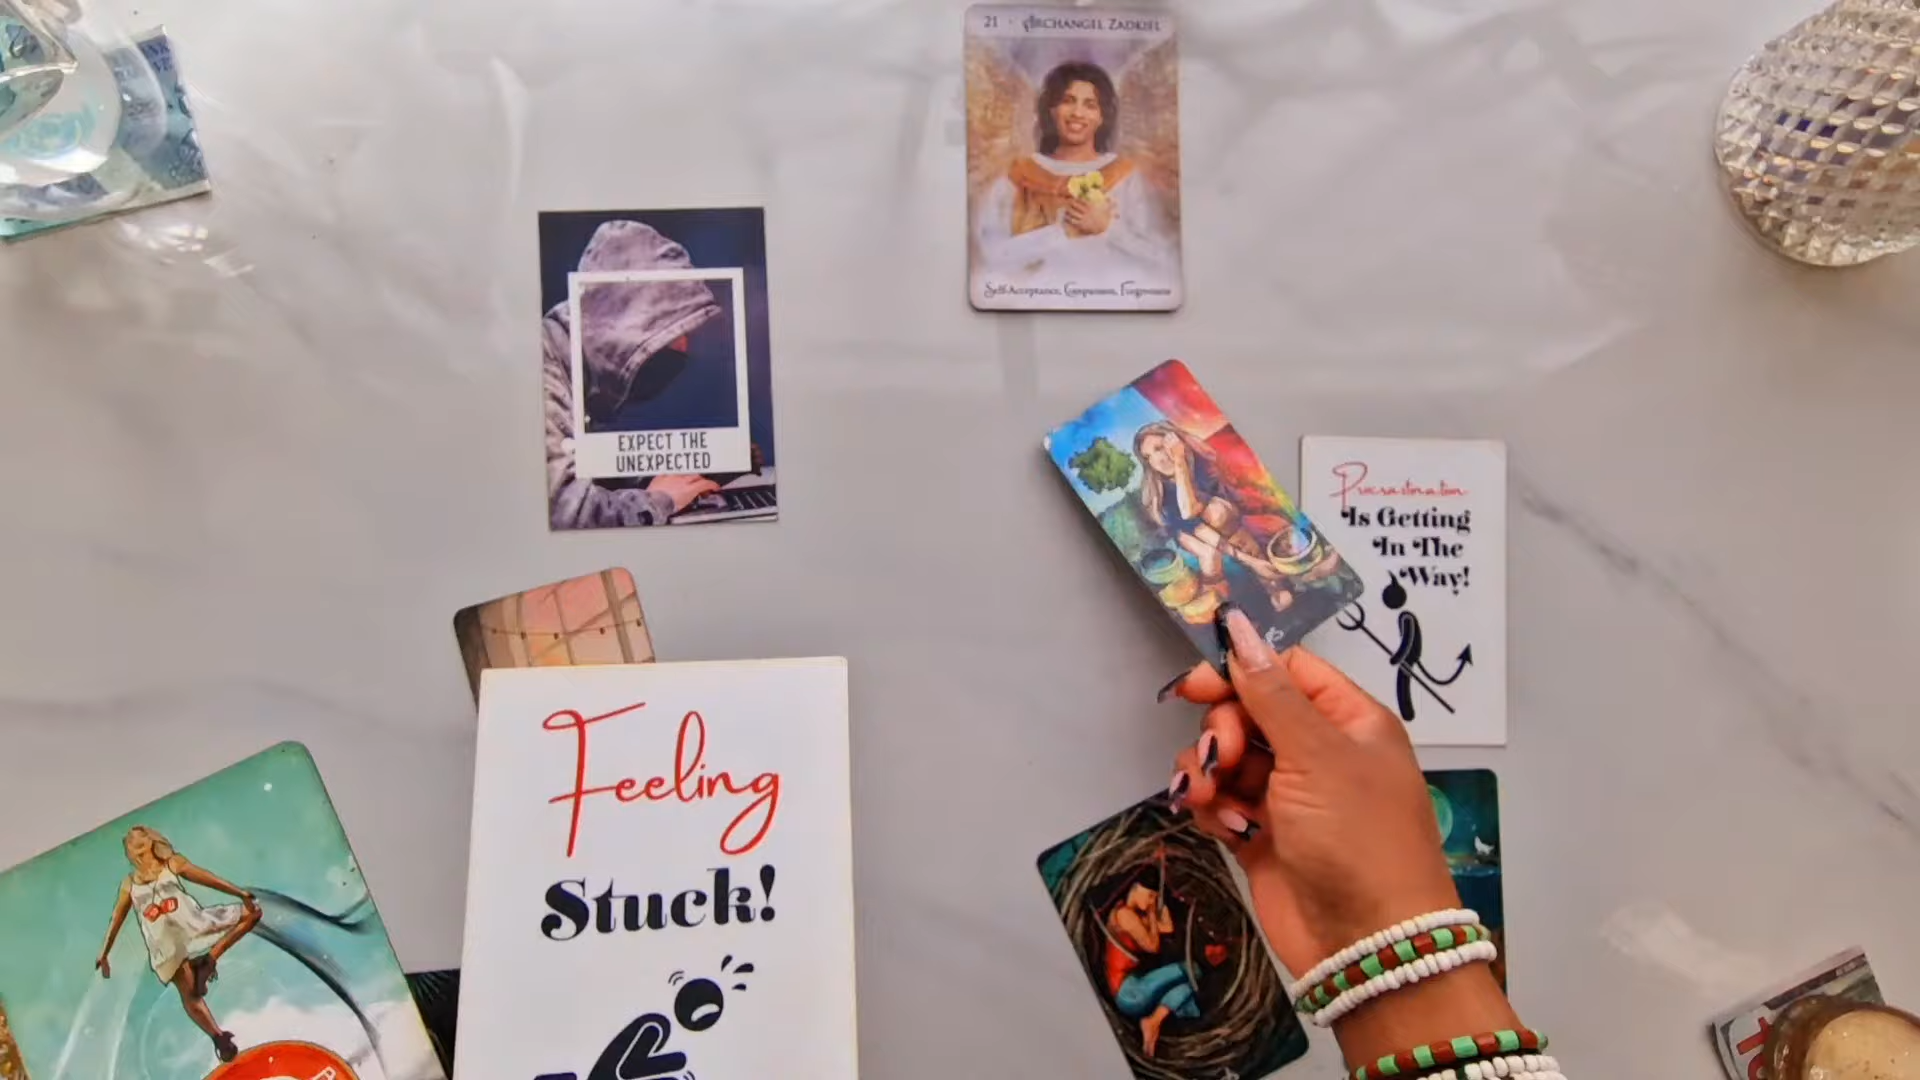 21 · ARCHANGEL ZADKIEL
Self-Acceptance, Compassion, Forgiveness
EXPECT THE
UNEXPECTED
Procrastination
Is Getting
In The
Way!
Feeling
Stuck!